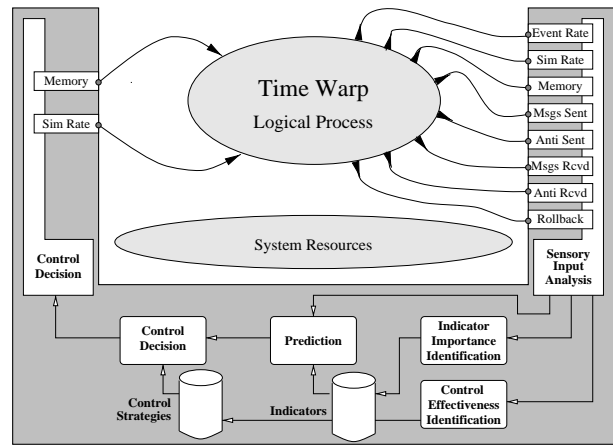 Event Rate
Sim Rate
Memory
Memory
Time Warp
Msgs Sent
Sim Rate
Logical Process
Anti Sent
Msgs Rcvd
Anti Rcvd
Rollback
System Resources
Control
Decision
Sensory
Input
Analysis
Control
Decision
Prediction
Indicator
Importance
Identification
Control
Strategies
Indicators
Control
Effectiveness
Identification